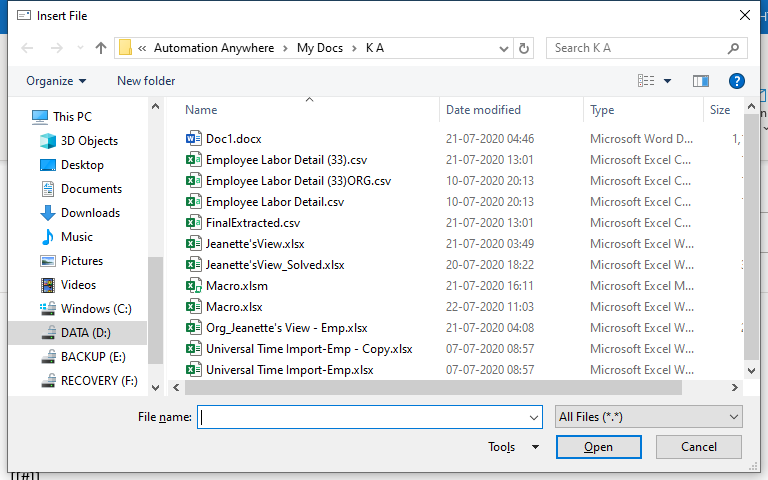 Insert File
« Automation Anywhere > My Docs > K A
Search K A
Organize
New folder
Name
Date modified
Type
Size
This PC
3D Objects
Desktop
Documents
Downloads
Music
Pictures
Videos
Windows (C:)
DATA (D:)
BACKUP (E:)
RECOVERY (F:)
Doc1.docx 21-07-2020 04:46 Microsoft Word D... 1,
Employee Labor Detail (33).csv 21-07-2020 13:01 Microsoft Excel C...
Employee Labor Detail (33)ORG.csv 10-07-2020 20:13 Microsoft Excel C...
Employee Labor Detail.csv 10-07-2020 20:13 Microsoft Excel C...
FinalExtracted.csv 21-07-2020 13:01 Microsoft Excel C...
Jeanette'sView.xlsx 21-07-2020 03:49 Microsoft Excel W...
Jeanette'sView_Solved.xlsx 20-07-2020 18:22 Microsoft Excel W...
Macro.xlsm 21-07-2020 16:11 Microsoft Excel M...
Macro.xlsx 22-07-2020 11:03 Microsoft Excel W...
Org_Jeanette's View - Emp.xlsx 21-07-2020 04:08 Microsoft Excel W...
Universal Time Import-Emp - Copy.xlsx 07-07-2020 08:57 Microsoft Excel W...
Universal Time Import-Emp.xlsx 07-07-2020 08:57 Microsoft Excel W...
File name:
All Files (*.*)
Tools
Open
Cancel